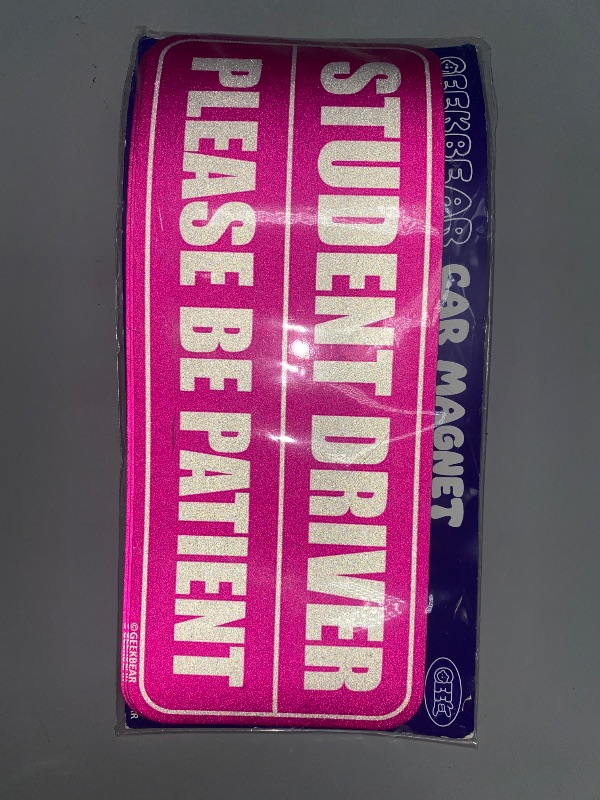 GEEKBEAR CAR MAGNET
STUDENT DRIVER
PLEASE BE PATIENT
©GEEKBEAR